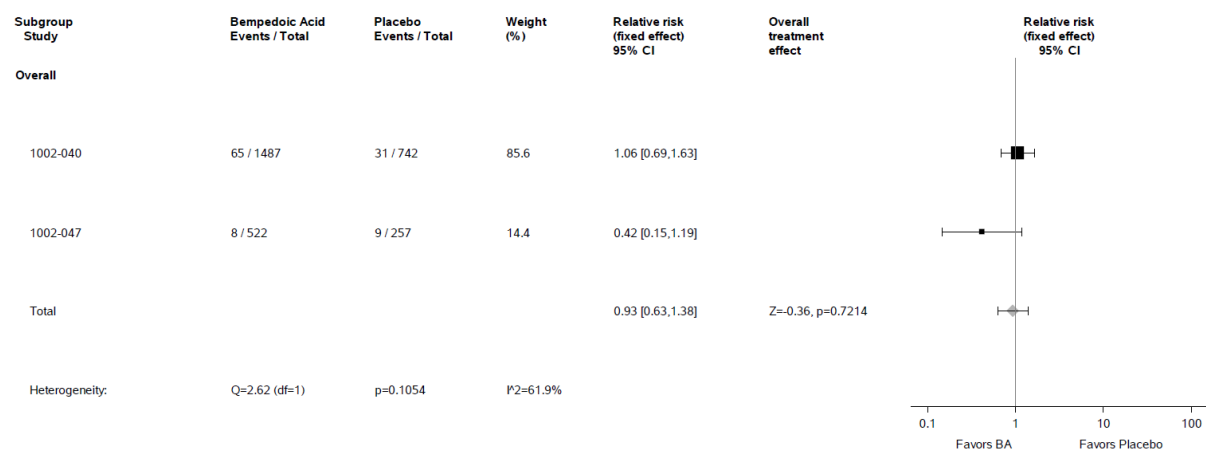 Subgroup Bempedoic Acid Placebo Weight Relative risk Overall Relative risk
Study Events / Total Events / Total (%) (fixed effect) treatment (fixed effect)
95% CI effect 95% CI
Overall
1002-040 65 / 1487 31 / 742 85.6 1.06 [0.69,1.63]
1002-047 8 / 522 9 / 257 14.4 0.42 [0.15,1.19]
Total 0.93 [0.63,1.38] Z=-0.36, p=0.7214
Heterogeneity: Q=2.62 (df=1) p=0.1054 I^2=61.9%
0.1 1 10 100
Favors BA Favors Placebo